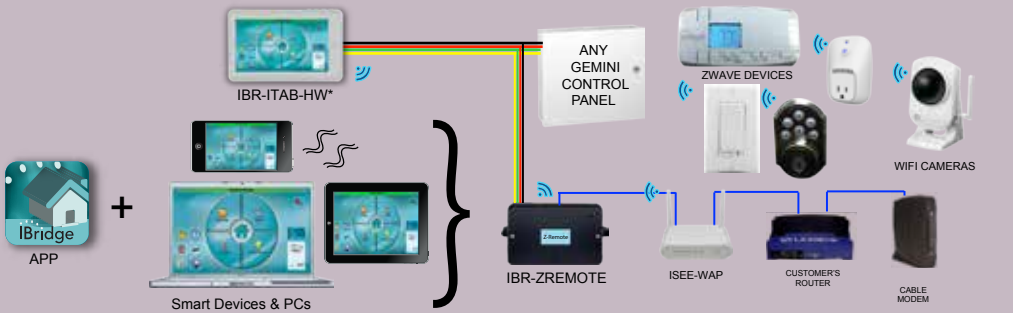 IBR-ITAB-HW*
ANY
GEMINI
CONTROL
PANEL
ZWAVE DEVICES
WIFI CAMERAS
IBridge
APP
+
Smart Devices & PCs
Z-Remote
IBR-ZREMOTE
ISEE-WAP
CUSTOMER'S
ROUTER
CABLE
MODEM